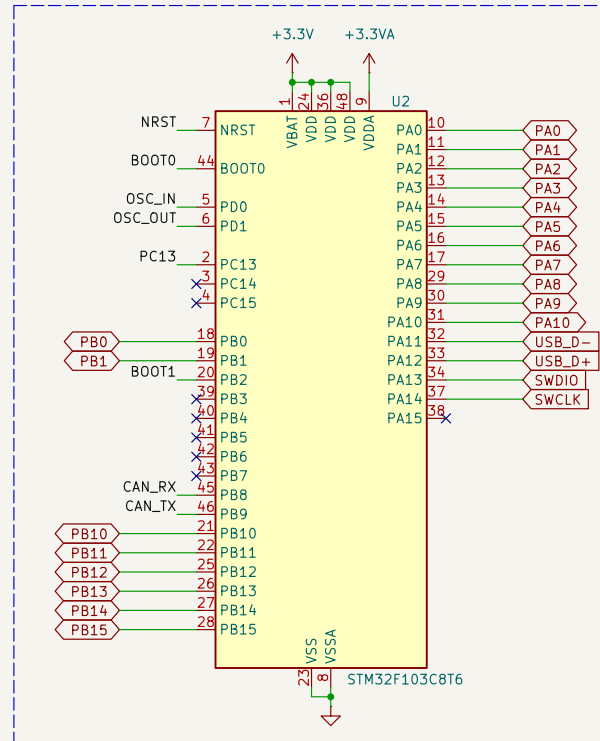 +3.3V +3.3VA
1 24 36 48 9 U2
VBAT VDD VDD VDD VDDA
NRST 7 NRST PA0 10 PA0
PA1 11 PA1
BOOT0 44 BOOT0 PA2 12 PA2
PA3 13 PA3
OSC_IN 5 PD0 PA4 14 PA4
OSC_OUT 6 PD1 PA5 15 PA5
PA6 16 PA6
PC13 2 PC13 PA7 17 PA7
3 PC14 PA8 29 PA8
4 PC15 PA9 30 PA9
PA10 31 PA10
PB0 18 PB0 PA11 32 USB_D-
PB1 19 PB1 PA12 33 USB_D+
BOOT1 20 PB2 PA13 34 SWDIO
39 PB3 PA14 37 SWCLK
40 PB4 PA15 38
41 PB5
42 PB6
43 PB7
CAN_RX 45 PB8
CAN_TX 46 PB9
PB10 21 PB10
PB11 22 PB11
PB12 25 PB12
PB13 26 PB13
PB14 27 PB14
PB15 28 PB15
VSS VSSA
23 8 STM32F103C8T6